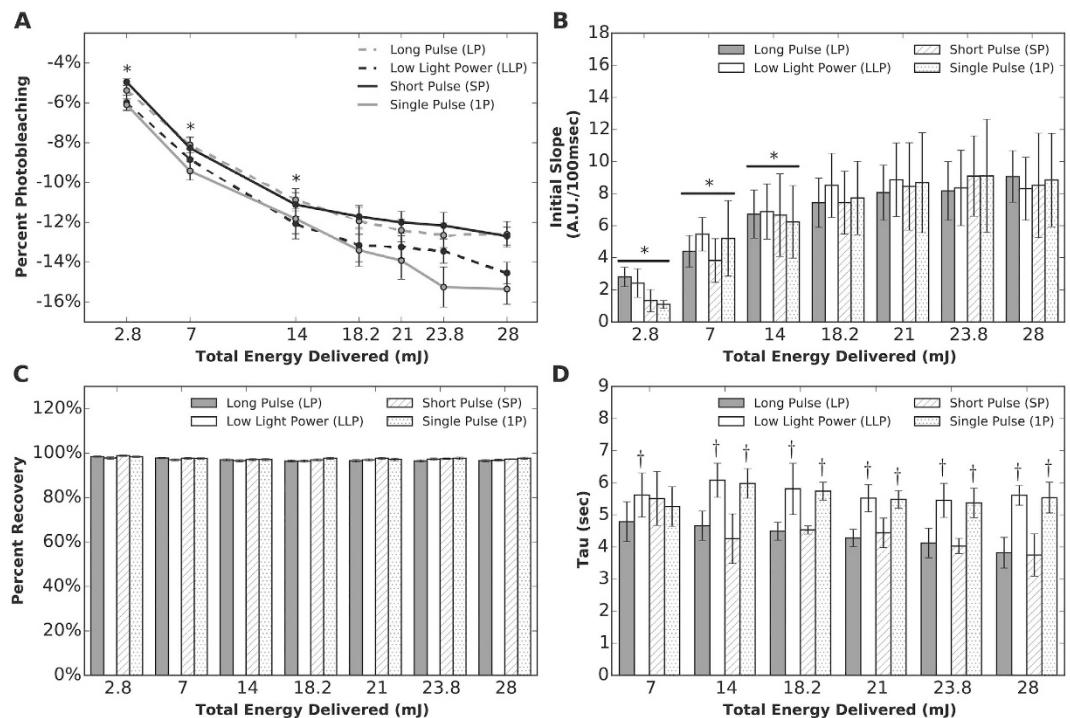 A
-4%
-6%
-8%
-10%
-12%
-14%
-16%
Percent Photobleaching
Long Pulse (LP)
Low Light Power (LLP)
Short Pulse (SP)
Single Pulse (1P)
*
*
*
2.8 7 14 18.2 21 23.8 28
Total Energy Delivered (mJ)
B
18
16
14
12
10
8
6
4
2
0
Initial Slope
(A.U./100msec)
Long Pulse (LP) Short Pulse (SP)
Low Light Power (LLP) Single Pulse (1P)
*
*
*
2.8 7 14 18.2 21 23.8 28
Total Energy Delivered (mJ)
C
120%
100%
80%
60%
40%
20%
0%
Percent Recovery
Long Pulse (LP) Short Pulse (SP)
Low Light Power (LLP) Single Pulse (1P)
2.8 7 14 18.2 21 23.8 28
Total Energy Delivered (mJ)
D
9
8
7
6
5
4
3
2
1
0
Tau (sec)
Long Pulse (LP) Short Pulse (SP)
Low Light Power (LLP) Single Pulse (1P)
† † † † † † † † † † †
7 14 18.2 21 23.8 28
Total Energy Delivered (mJ)